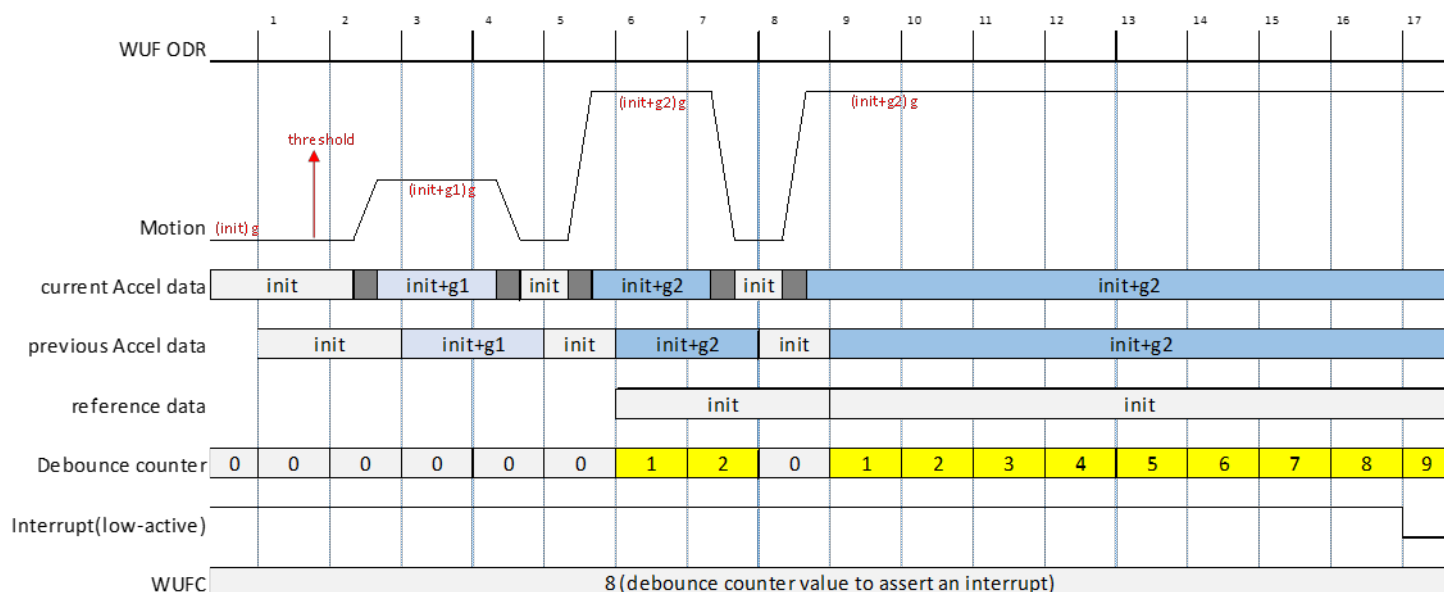 1 2 3 4 5 6 7 8 9 10 11 12 13 14 15 16 17
WUF ODR
(init+g2)g (init+g2)g
threshold
(init+g1)g
Motion (init)g
current Accel data init init+g1 init init+g2 init init+g2
previous Accel data init init+g1 init init+g2 init init+g2
reference data init init
Debounce counter 0 0 0 0 0 0 1 2 0 1 2 3 4 5 6 7 8 9
Interrupt(low-active)
WUFC 8 (debounce counter value to assert an interrupt)